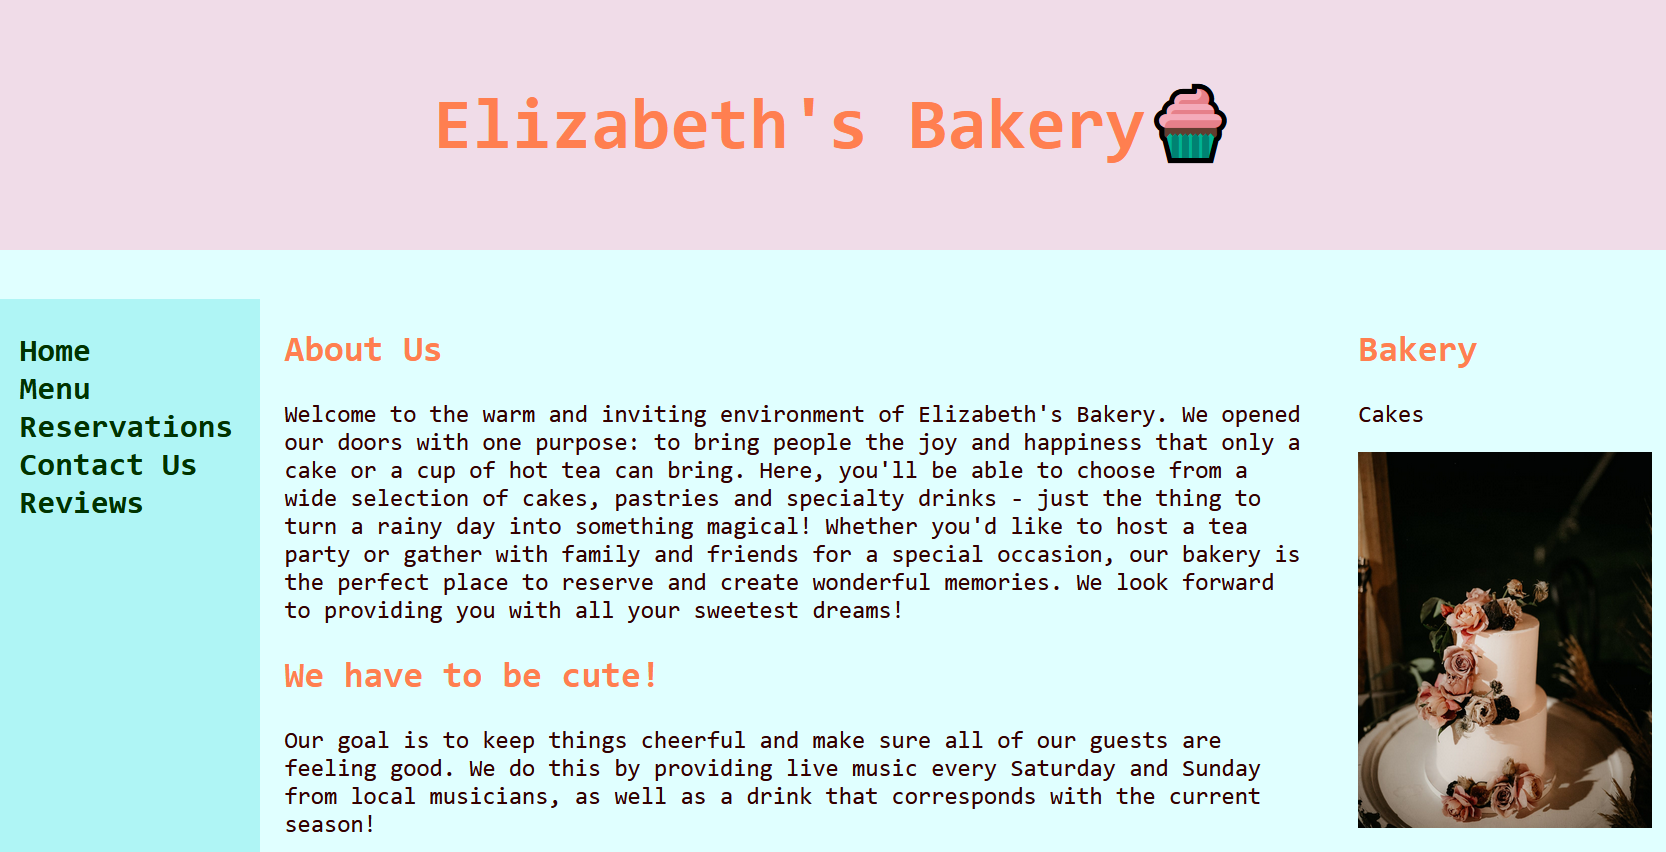 Elizabeth's Bakery
Home
Menu
Reservations
Contact Us
Reviews
About Us
Welcome to the warm and inviting environment of Elizabeth's Bakery. We opened
our doors with one purpose: to bring people the joy and happiness that only a
cake or a cup of hot tea can bring. Here, you'll be able to choose from a
wide selection of cakes, pastries and specialty drinks - just the thing to
turn a rainy day into something magical! Whether you'd like to host a tea
party or gather with family and friends for a special occasion, our bakery is
the perfect place to reserve and create wonderful memories. We look forward
to providing you with all your sweetest dreams!
We have to be cute!
Our goal is to keep things cheerful and make sure all of our guests are
feeling good. We do this by providing live music every Saturday and Sunday
from local musicians, as well as a drink that corresponds with the current
season!
Bakery
Cakes